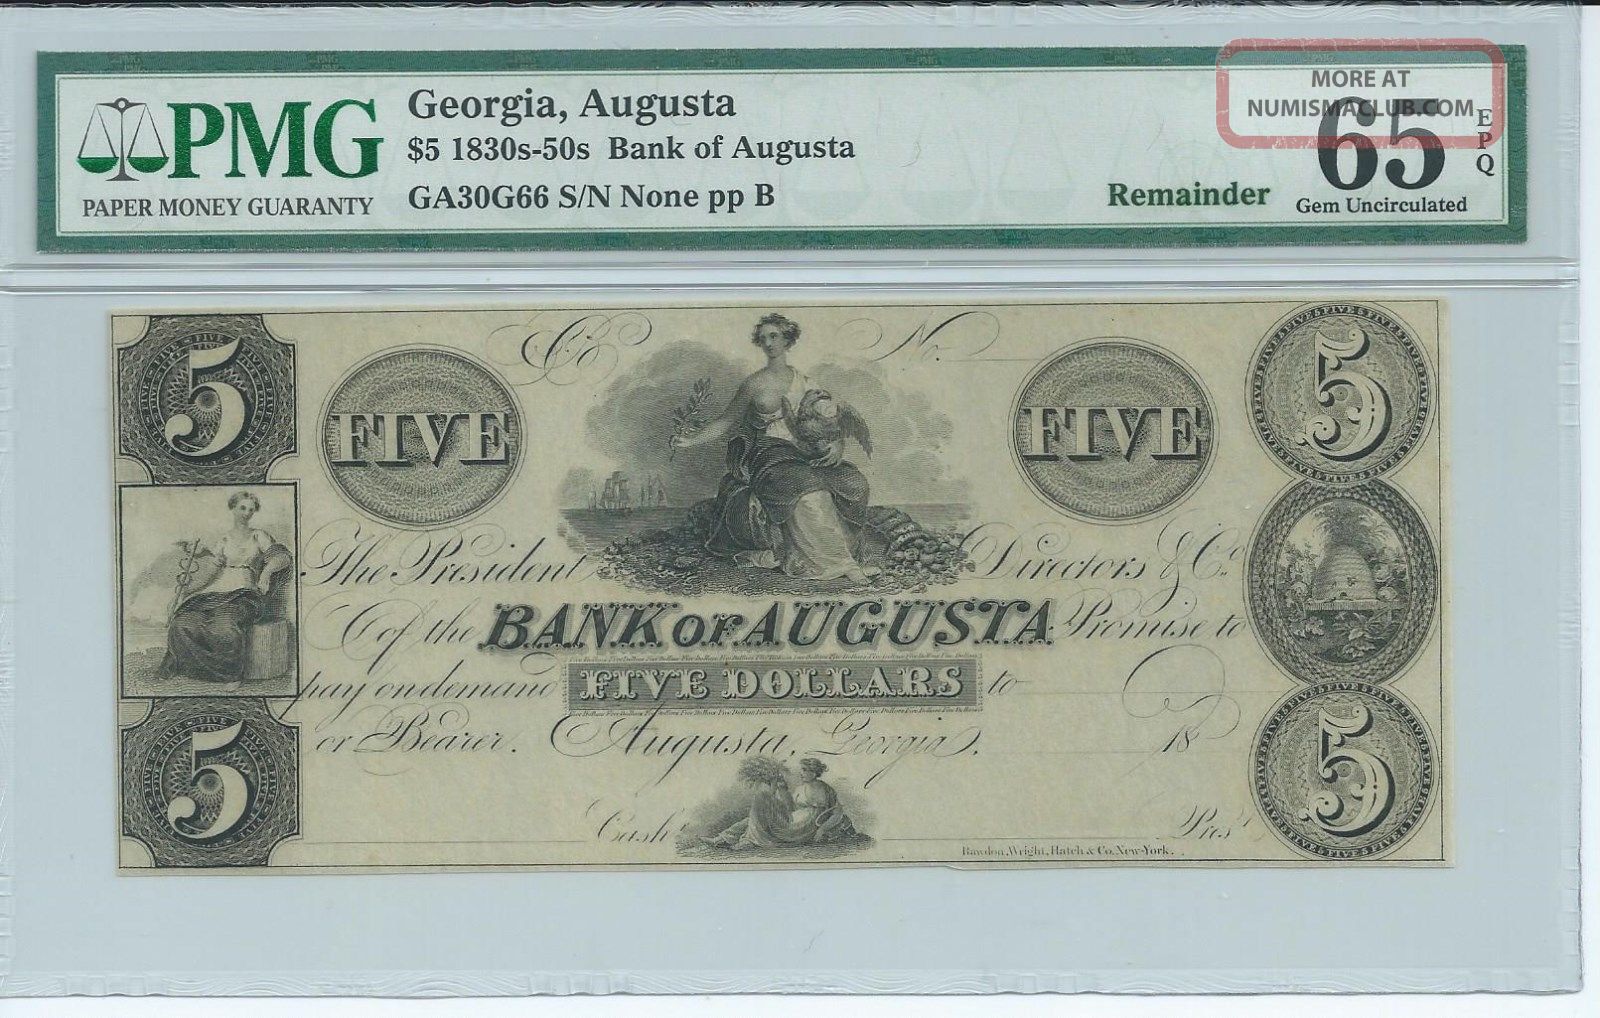 MORE AT
NUMISMACLUB.COM
PMG
PAPER MONEY GUARANTY
Georgia, Augusta
$5 1830s-50s Bank of Augusta
GA30G66 S/N None pp B
Remainder
65 EPQ
Gem Uncirculated
5
No.
5
FIVE
FIVE
The President Directors & Co.
Of the BANK OF AUGUSTA Promise to
pay on demand FIVE DOLLARS to
or Bearer. Augusta, Georgia, 18
5
5
Cashr. Prest.
Rawdon, Wright, Hatch & Co. New-York.